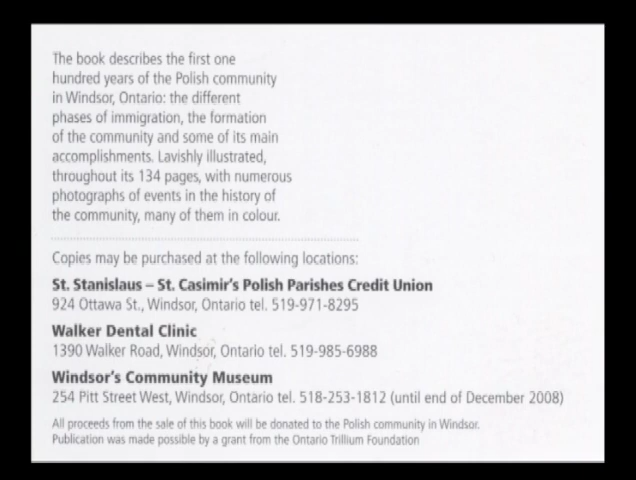 The book describes the first one
hundred years of the Polish community
in Windsor, Ontario: the different
phases of immigration, the formation
of the community and some of its main
accomplishments. Lavishly illustrated,
throughout its 134 pages, with numerous
photographs of events in the history of
the community, many of them in colour.
Copies may be purchased at the following locations:
St. Stanislaus – St. Casimir's Polish Parishes Credit Union
924 Ottawa St., Windsor, Ontario tel. 519-971-8295
Walker Dental Clinic
1390 Walker Road, Windsor, Ontario tel. 519-985-6988
Windsor's Community Museum
254 Pitt Street West, Windsor, Ontario tel. 518-253-1812 (until end of December 2008)
All proceeds from the sale of this book will be donated to the Polish community in Windsor.
Publication was made possible by a grant from the Ontario Trillium Foundation